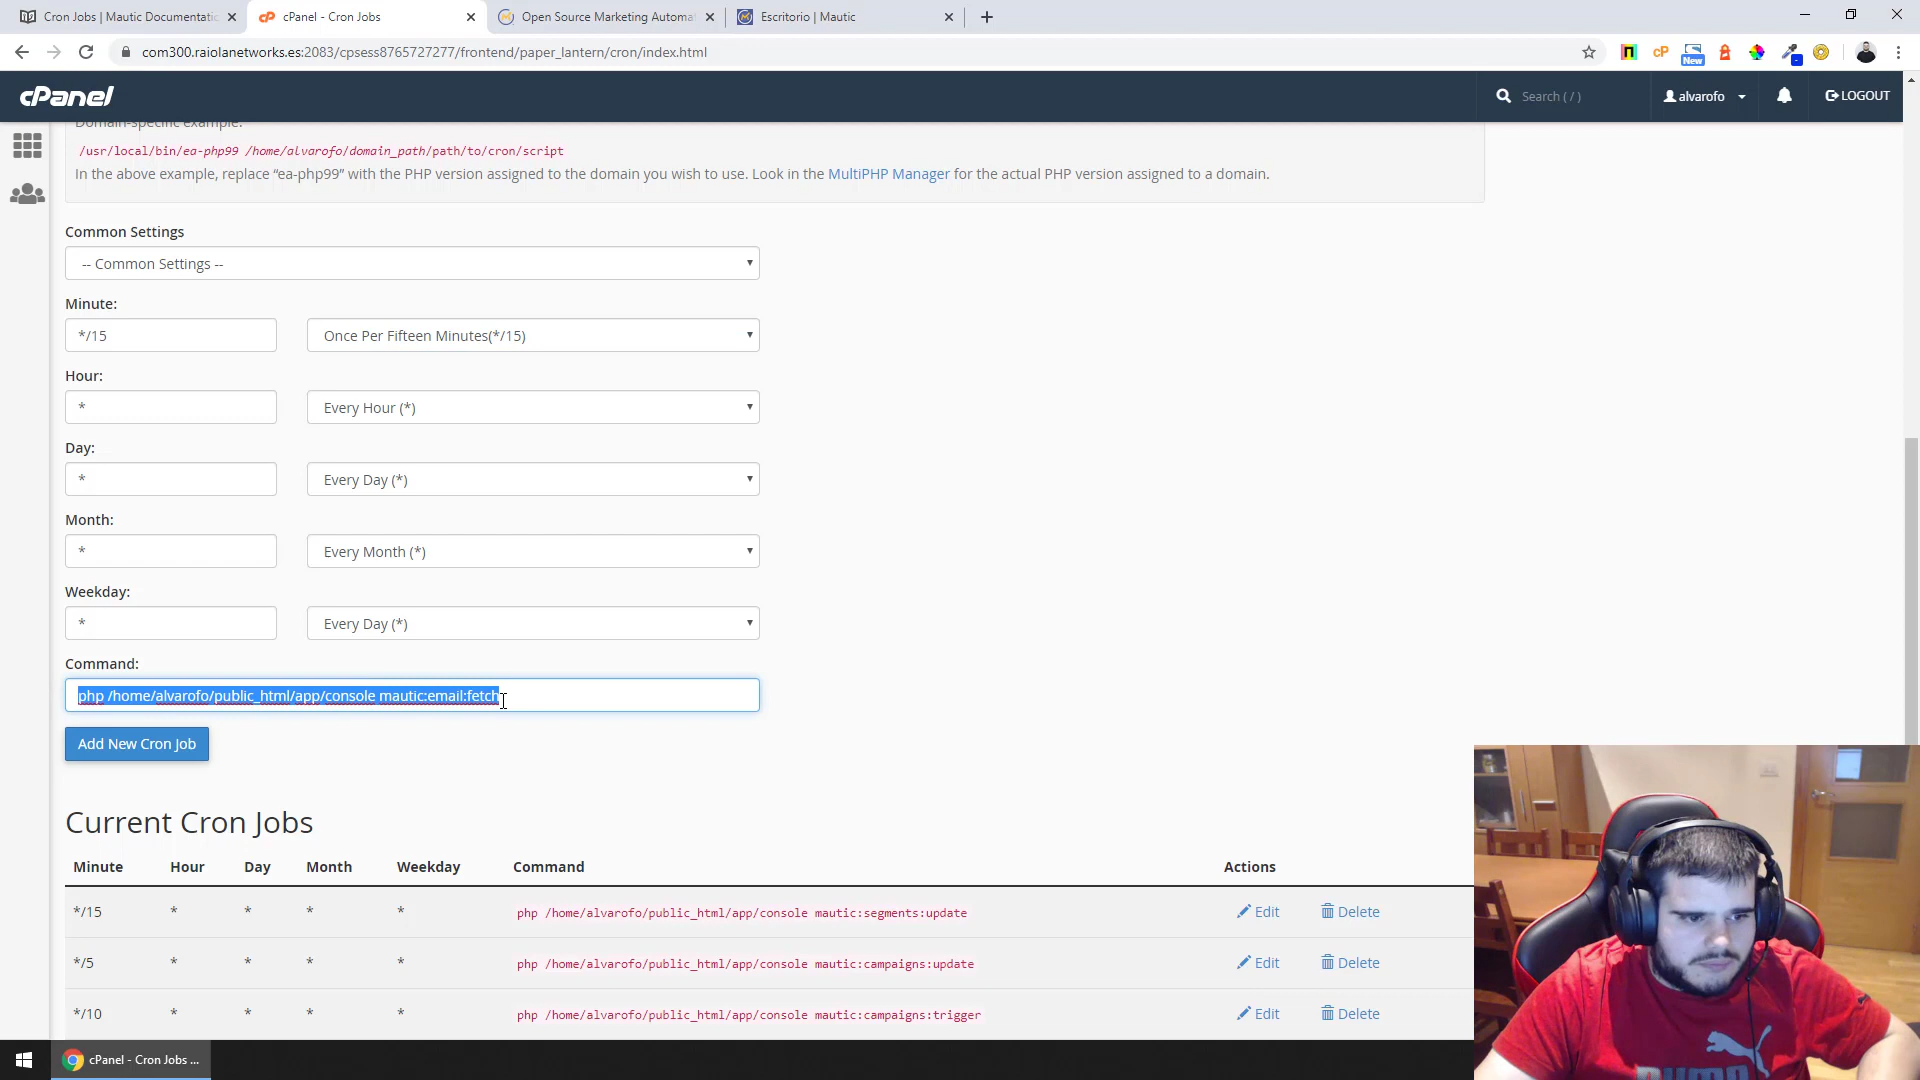 Cron Jobs | Mautic Documentatic
cPanel - Cron Jobs
Open Source Marketing Automat
Escritorio | Mautic
com300.raiolanetworks.es:2083/cpsess8765727277/frontend/paper_lantern/cron/index.html
cP
New
cPanel
Search ( / )
alvarofo
LOGOUT
Domain-specific example:
/usr/local/bin/ea-php99 /home/alvarofo/domain_path/path/to/cron/script
In the above example, replace “ea-php99” with the PHP version assigned to the domain you wish to use. Look in the MultiPHP Manager for the actual PHP version assigned to a domain.
Common Settings
-- Common Settings --
Minute:
*/15
Once Per Fifteen Minutes(*/15)
Hour:
*
Every Hour (*)
Day:
*
Every Day (*)
Month:
*
Every Month (*)
Weekday:
*
Every Day (*)
Command:
php /home/alvarofo/public_html/app/console mautic:email:fetch
Add New Cron Job
Current Cron Jobs
Minute Hour Day Month Weekday Command Actions
*/15 * * * * php /home/alvarofo/public_html/app/console mautic:segments:update Edit Delete
*/5 * * * * php /home/alvarofo/public_html/app/console mautic:campaigns:update Edit Delete
*/10 * * * * php /home/alvarofo/public_html/app/console mautic:campaigns:trigger Edit Delete
PUMA
cPanel - Cron Jobs ...